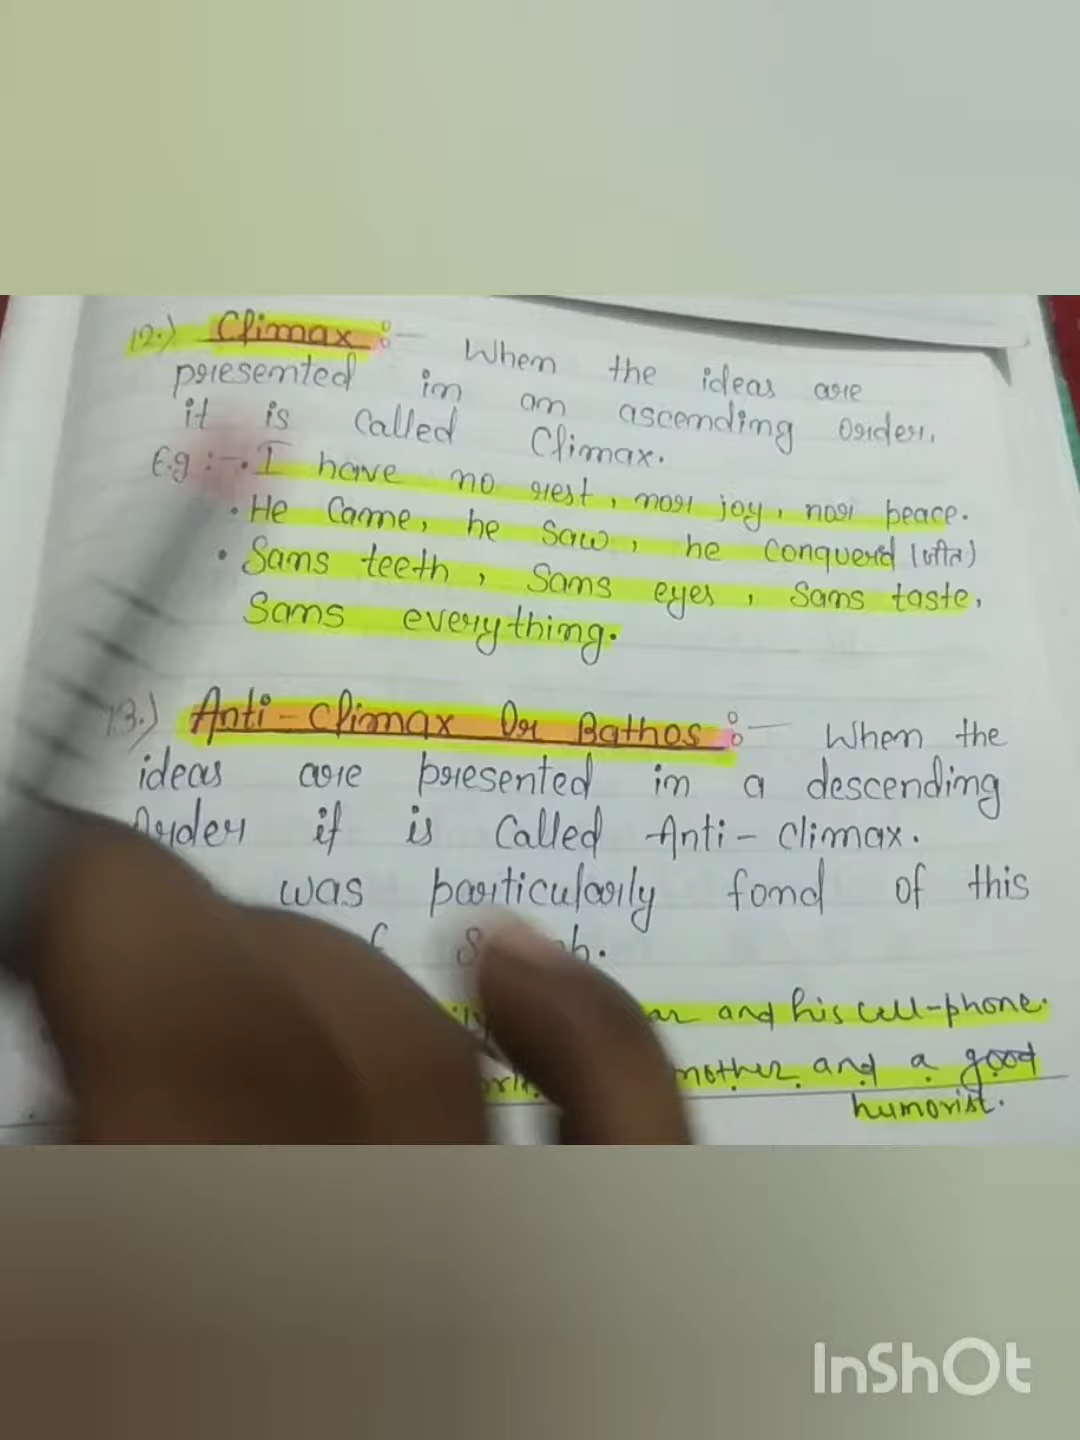 12.) Climax :- When the ideas are
presented in an ascending order,
it is called Climax.
E.g :- . I have no rest, nor joy, nor peace.
. He Came, he Saw, he Conquerd (जीत)
. Sans teeth, Sans eyes, Sans taste,
Sans everything.
13.) Anti-Climax Or Bathos :- When the
ideas are presented in a descending
Order it is Called Anti-Climax.
was particularly fond of this
and his cell-phone.
mother and a good
humorist.
InShOt